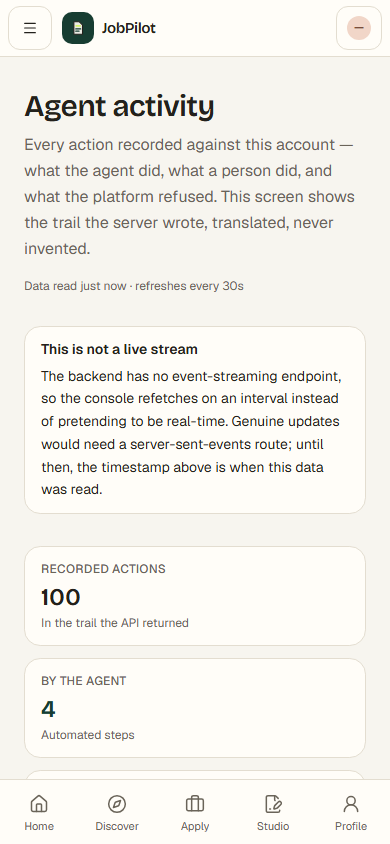 JobPilot
Agent activity
Every action recorded against this account —
what the agent did, what a person did, and
what the platform refused. This screen shows
the trail the server wrote, translated, never
invented.
Data read just now · refreshes every 30s
This is not a live stream
The backend has no event-streaming endpoint,
so the console refetches on an interval instead
of pretending to be real-time. Genuine updates
would need a server-sent-events route; until
then, the timestamp above is when this data
was read.
RECORDED ACTIONS
100
In the trail the API returned
BY THE AGENT
4
Automated steps
Home Discover Apply Studio Profile